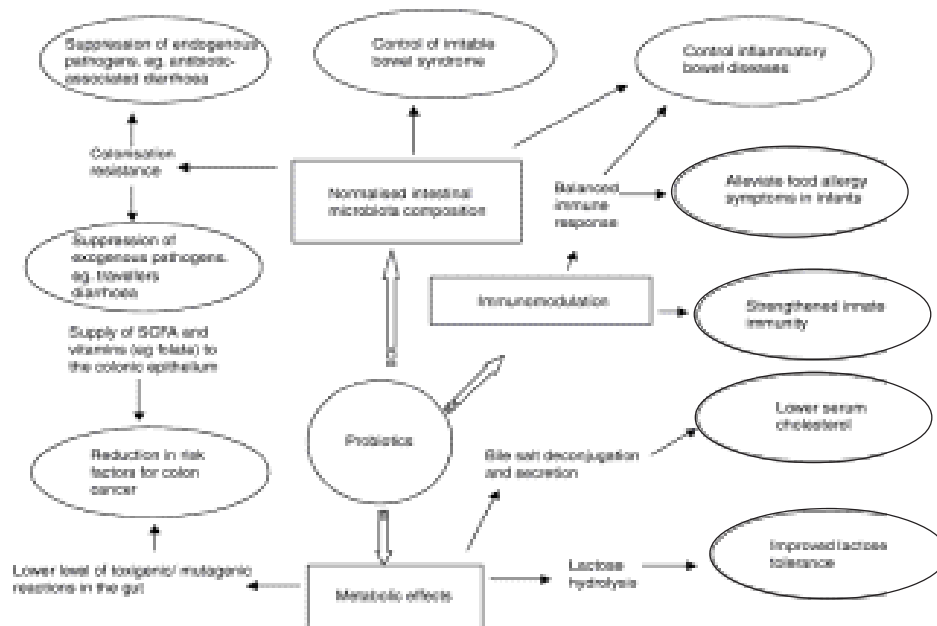 Suppression of endogenous
pathogens, eg. antibiotic-
associated diarrhoea
Control of irritable
bowel syndrome
Control inflammatory
bowel diseases
Colonisation
resistance
Normalised intestinal
microbiota composition
Balanced
immune
response
Alleviate food allergy
symptoms in infants
Suppression of
exogenous pathogens,
eg. travellers
diarrhoea
Immunomodulation
Strengthened innate
immunity
Supply of SCFA and
vitamins (eg folate) to
the colonic epithelium
Probiotics
Lower serum
cholesterol
Reduction in risk
factors for colon
cancer
Bile salt deconjugation
and secretion
Lower level of toxigenic/ mutagenic
reactions in the gut
Metabolic effects
Lactose
hydrolysis
Improved lactose
tolerance